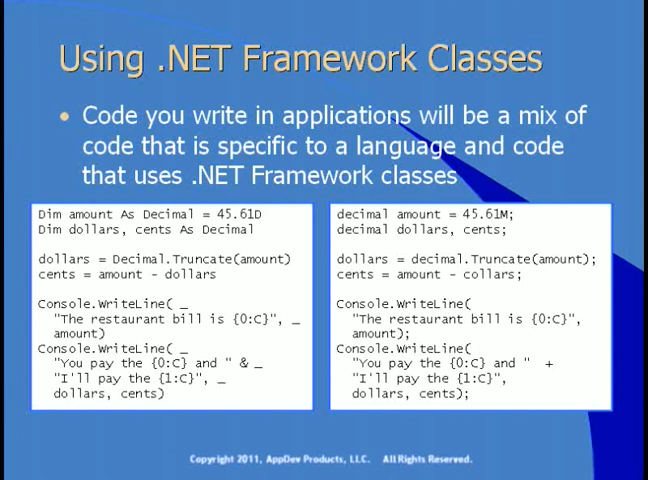 Using .NET Framework Classes
• Code you write in applications will be a mix of
code that is specific to a language and code
that uses .NET Framework classes
Dim amount As Decimal = 45.61D
Dim dollars, cents As Decimal
dollars = Decimal.Truncate(amount)
cents = amount - dollars
Console.WriteLine( _
"The restaurant bill is {0:C}", _
amount)
Console.WriteLine( _
"You pay the {0:C} and " & _
"I'll pay the {1:C}", _
dollars, cents)
decimal amount = 45.61M;
decimal dollars, cents;
dollars = decimal.Truncate(amount);
cents = amount - collars;
Console.WriteLine(
"The restaurant bill is {0:C}",
amount);
Console.WriteLine(
"You pay the {0:C} and " +
"I'll pay the {1:C}",
dollars, cents);
Copyright 2011, AppDev Products, LLC. All Rights Reserved.